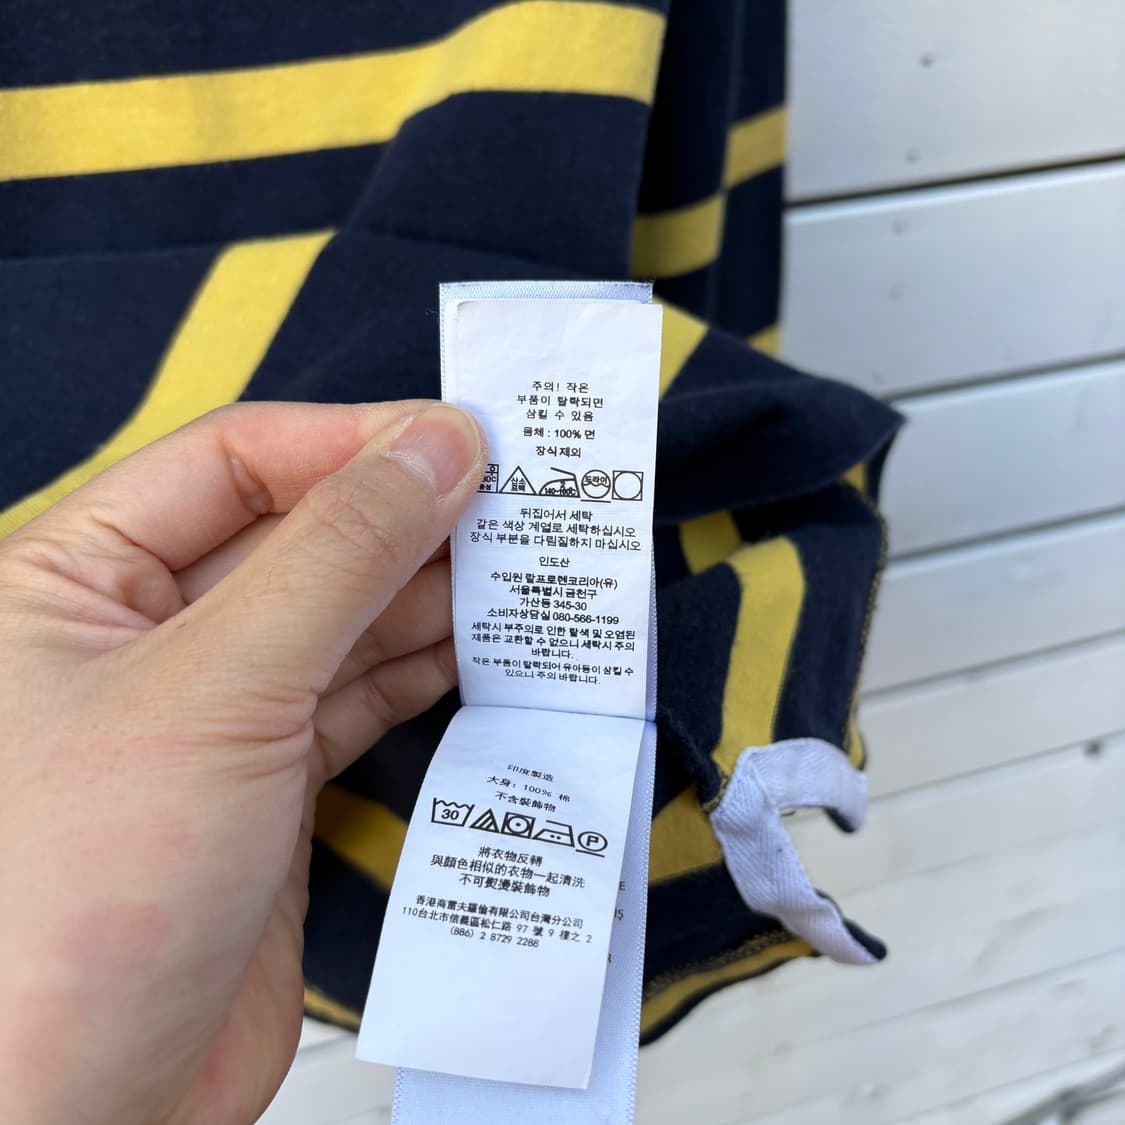 주의! 작은
부품이 탈락되면
삼킬 수 있음
몸체 : 100% 면
장식 제외
산소
표백
140~160℃
드라이
뒤집어서 세탁
같은 색상 계열로 세탁하십시오
장식 부분을 다림질하지 마십시오
인도산
수입원 랄프로렌코리아(유)
서울특별시 금천구
가산동 345-30
소비자상담실 080-566-1199
세탁시 부주의로 인한 탈색 및 오염된
제품은 교환할 수 없으니 세탁시 주의
바랍니다.
작은 부품이 탈락되어 유아등이 삼킬 수
있으니 주의 바랍니다.
印度製造
大身: 100% 棉
不含裝飾物
30
P
將衣物反轉
與顏色相似的衣物一起清洗
不可熨燙裝飾物
香港商雷夫羅倫有限公司台灣分公司
110台北市信義區松仁路 97 號 9 樓之 2
(886) 2 8729 2288